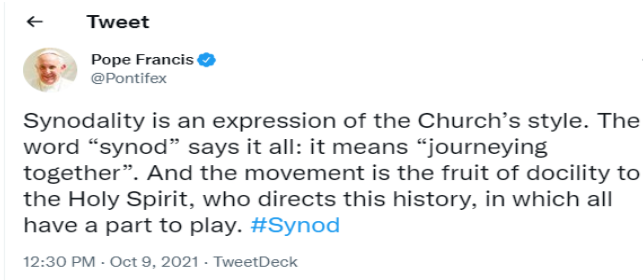 ← Tweet
Pope Francis
@Pontifex
Synodality is an expression of the Church’s style. The
word “synod” says it all: it means “journeying
together”. And the movement is the fruit of docility to
the Holy Spirit, who directs this history, in which all
have a part to play. #Synod
12:30 PM · Oct 9, 2021 · TweetDeck